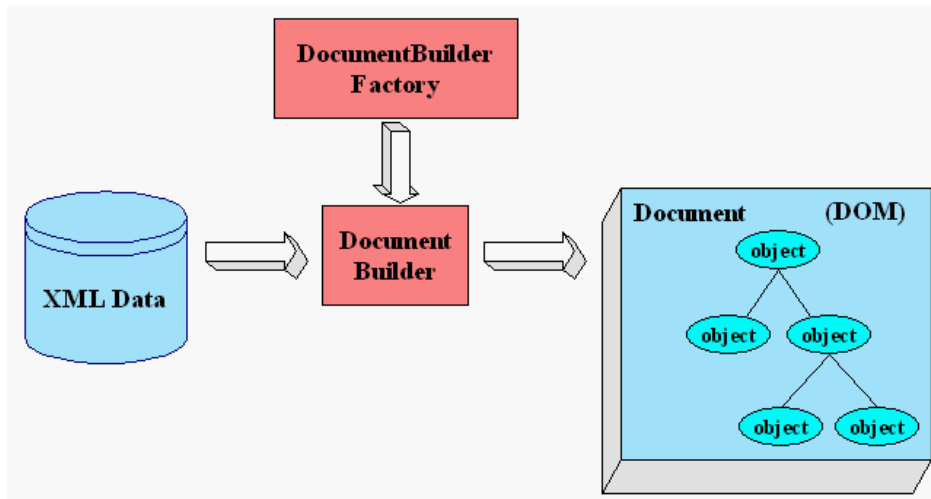 DocumentBuilder
Factory
XML Data
Document
Builder
Document (DOM)
object
object
object
object
object